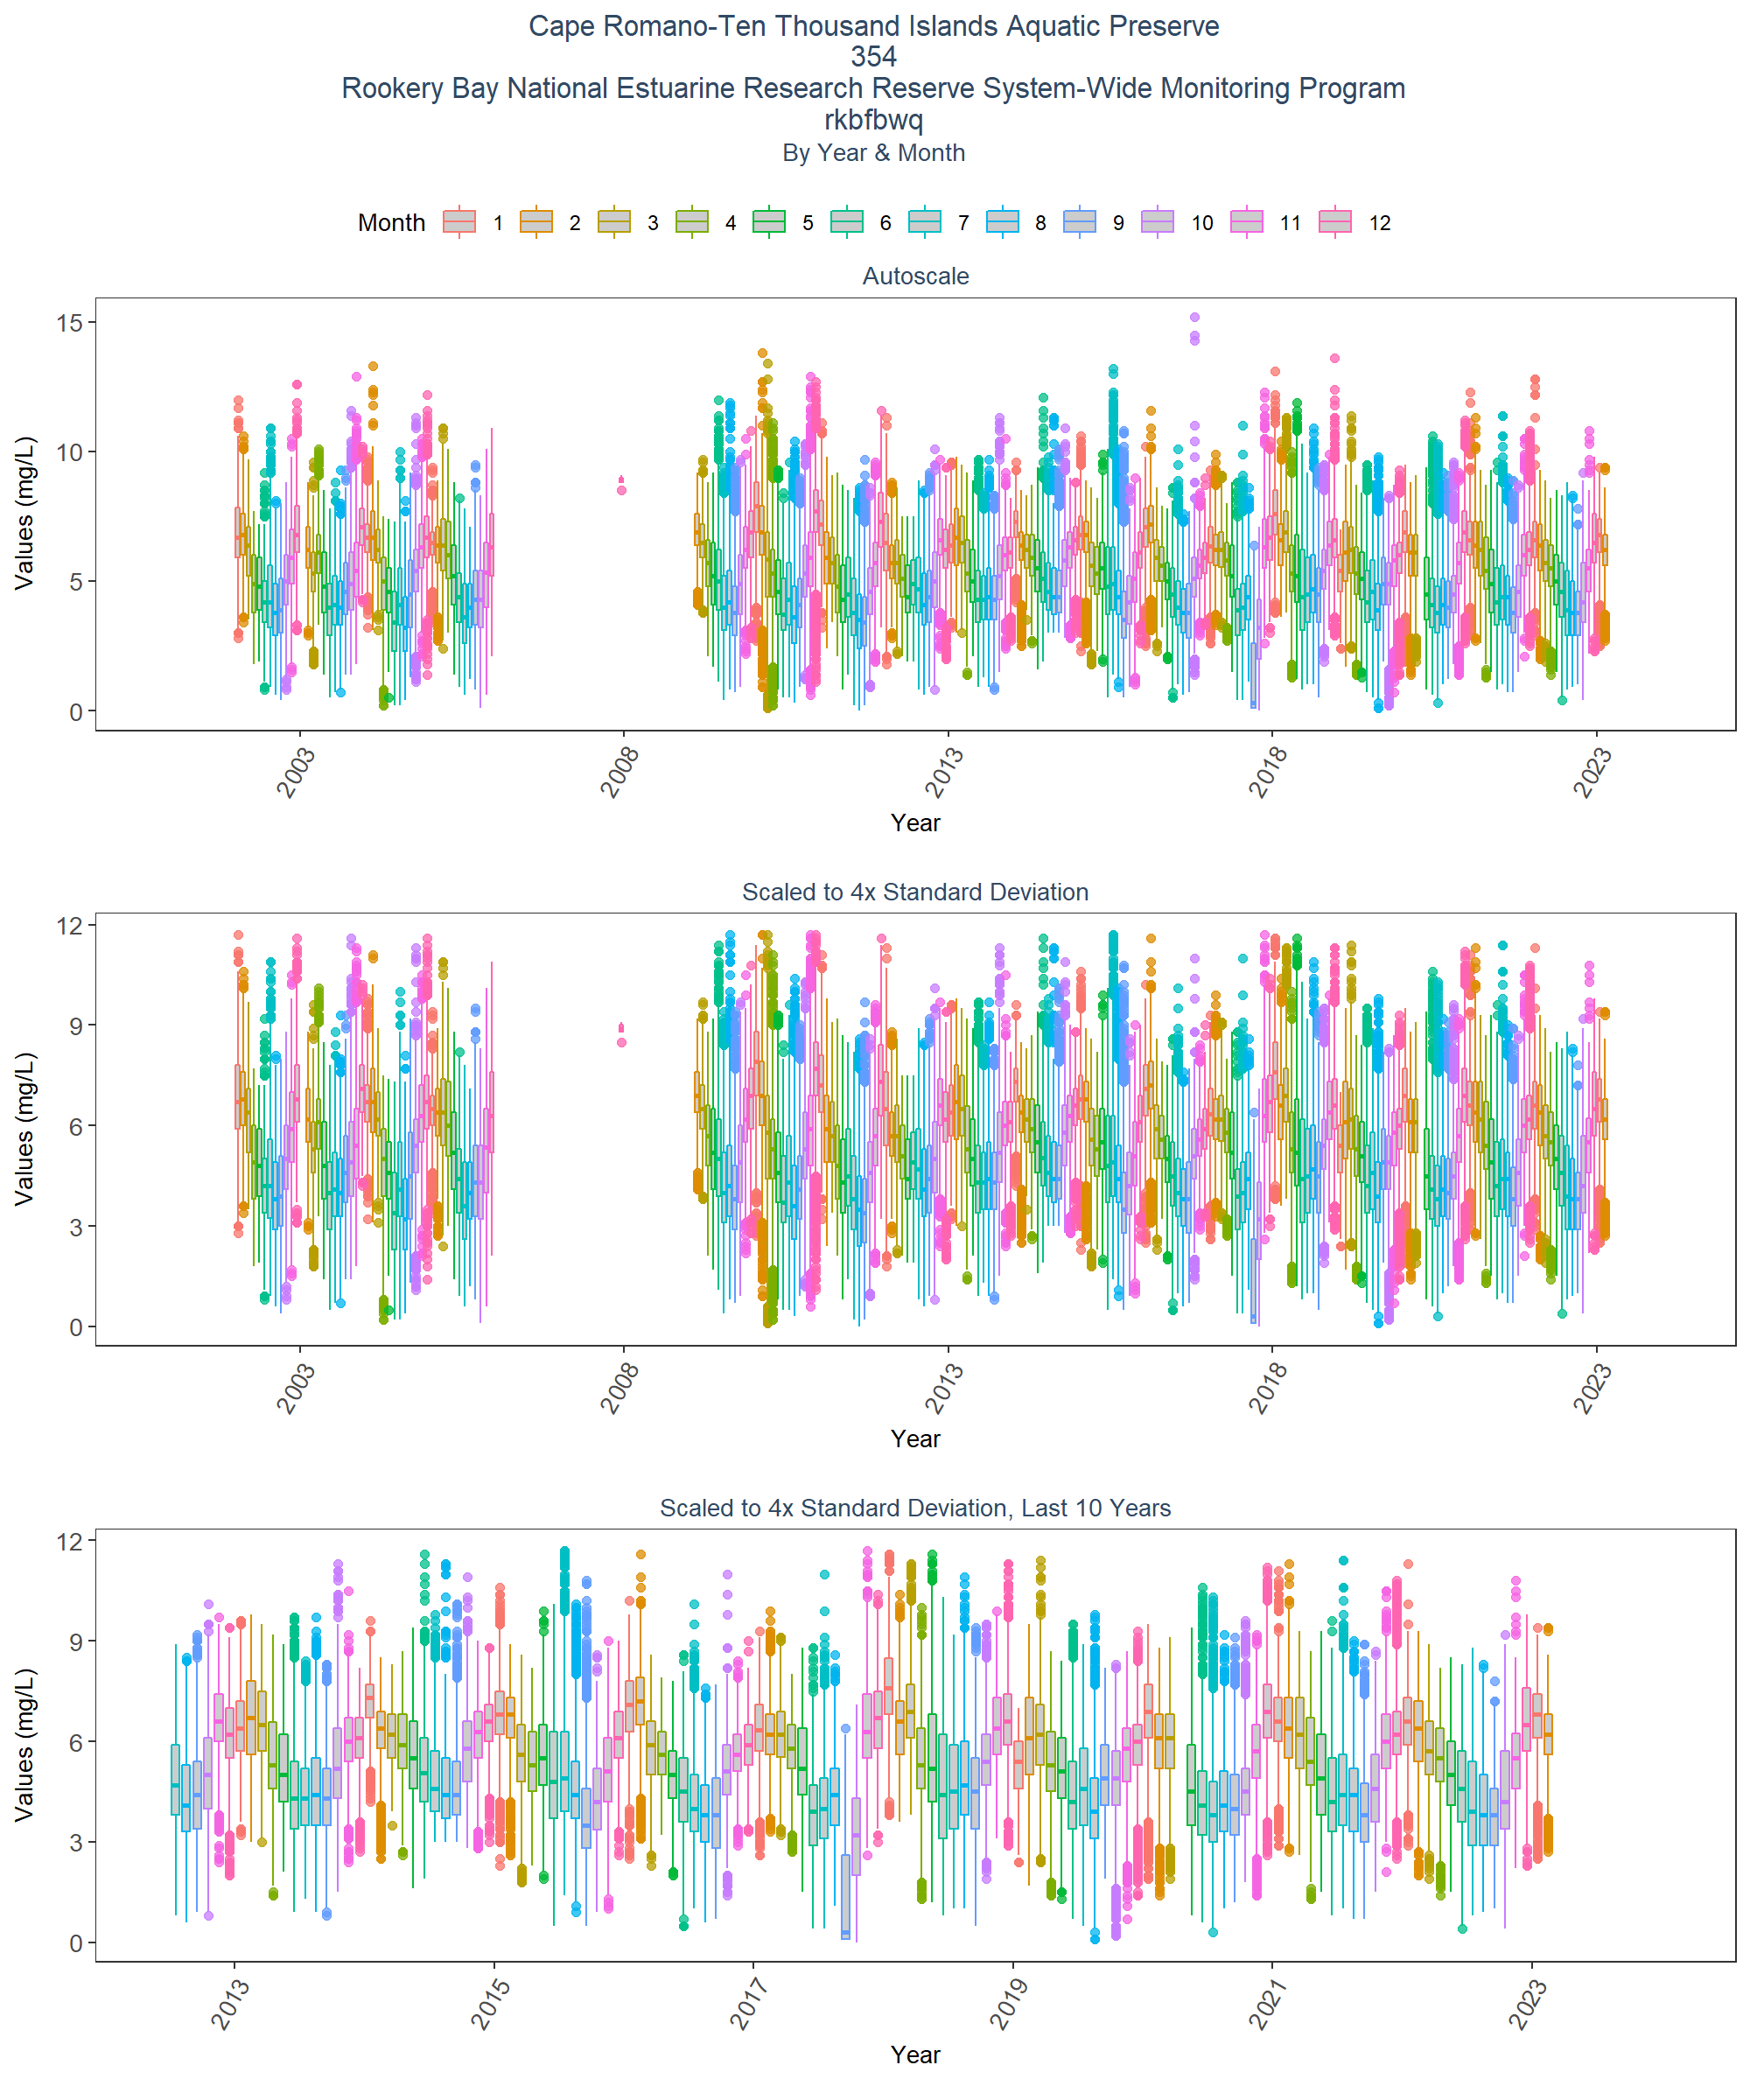 Cape Romano-Ten Thousand Islands Aquatic Preserve
354
Rookery Bay National Estuarine Research Reserve System-Wide Monitoring Program
rkbfbwq
By Year & Month
Month 1 2 3 4 5 6 7 8 9 10 11 12
Autoscale
Values (mg/L)
15
10
5
0
2003 2008 2013 2018 2023
Year
Scaled to 4x Standard Deviation
Values (mg/L)
12
9
6
3
0
2003 2008 2013 2018 2023
Year
Scaled to 4x Standard Deviation, Last 10 Years
Values (mg/L)
12
9
6
3
0
2013 2015 2017 2019 2021 2023
Year